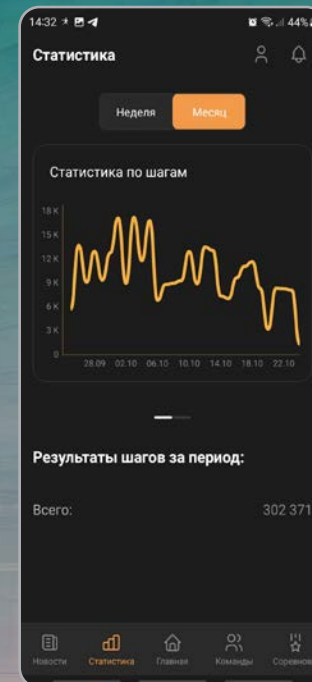 14:32 44%
Статистика
Неделя Месяц
Статистика по шагам
18 K
15 K
12 K
9 K
6 K
3 K
0
28.09 02.10 06.10 10.10 14.10 18.10 22.10
Результаты шагов за период:
Всего: 302 371
Новости Статистика Главная Команды Соревнов